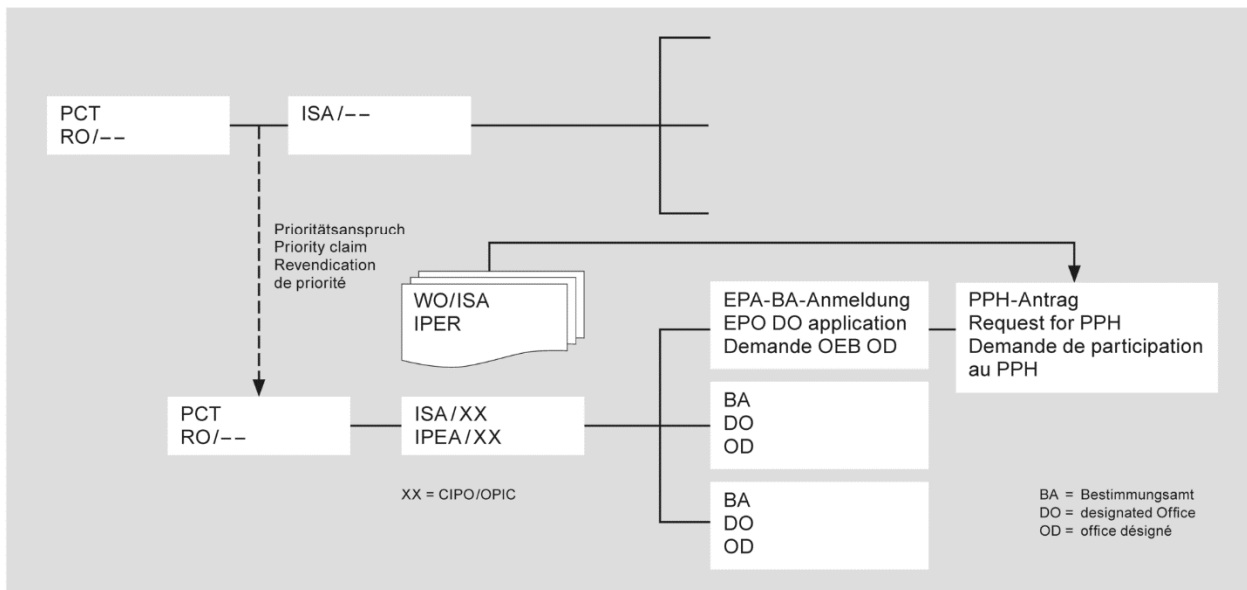 PCT
RO/--
ISA/--
Prioritätsanspruch
Priority claim
Revendication
de priorité
WO/ISA
IPER
EPA-BA-Anmeldung
EPO DO application
Demande OEB OD
PPH-Antrag
Request for PPH
Demande de participation
au PPH
PCT
RO/--
ISA/XX
IPEA/XX
BA
DO
OD
XX = CIPO/OPIC
BA
DO
OD
BA = Bestimmungsamt
DO = designated Office
OD = office désigné